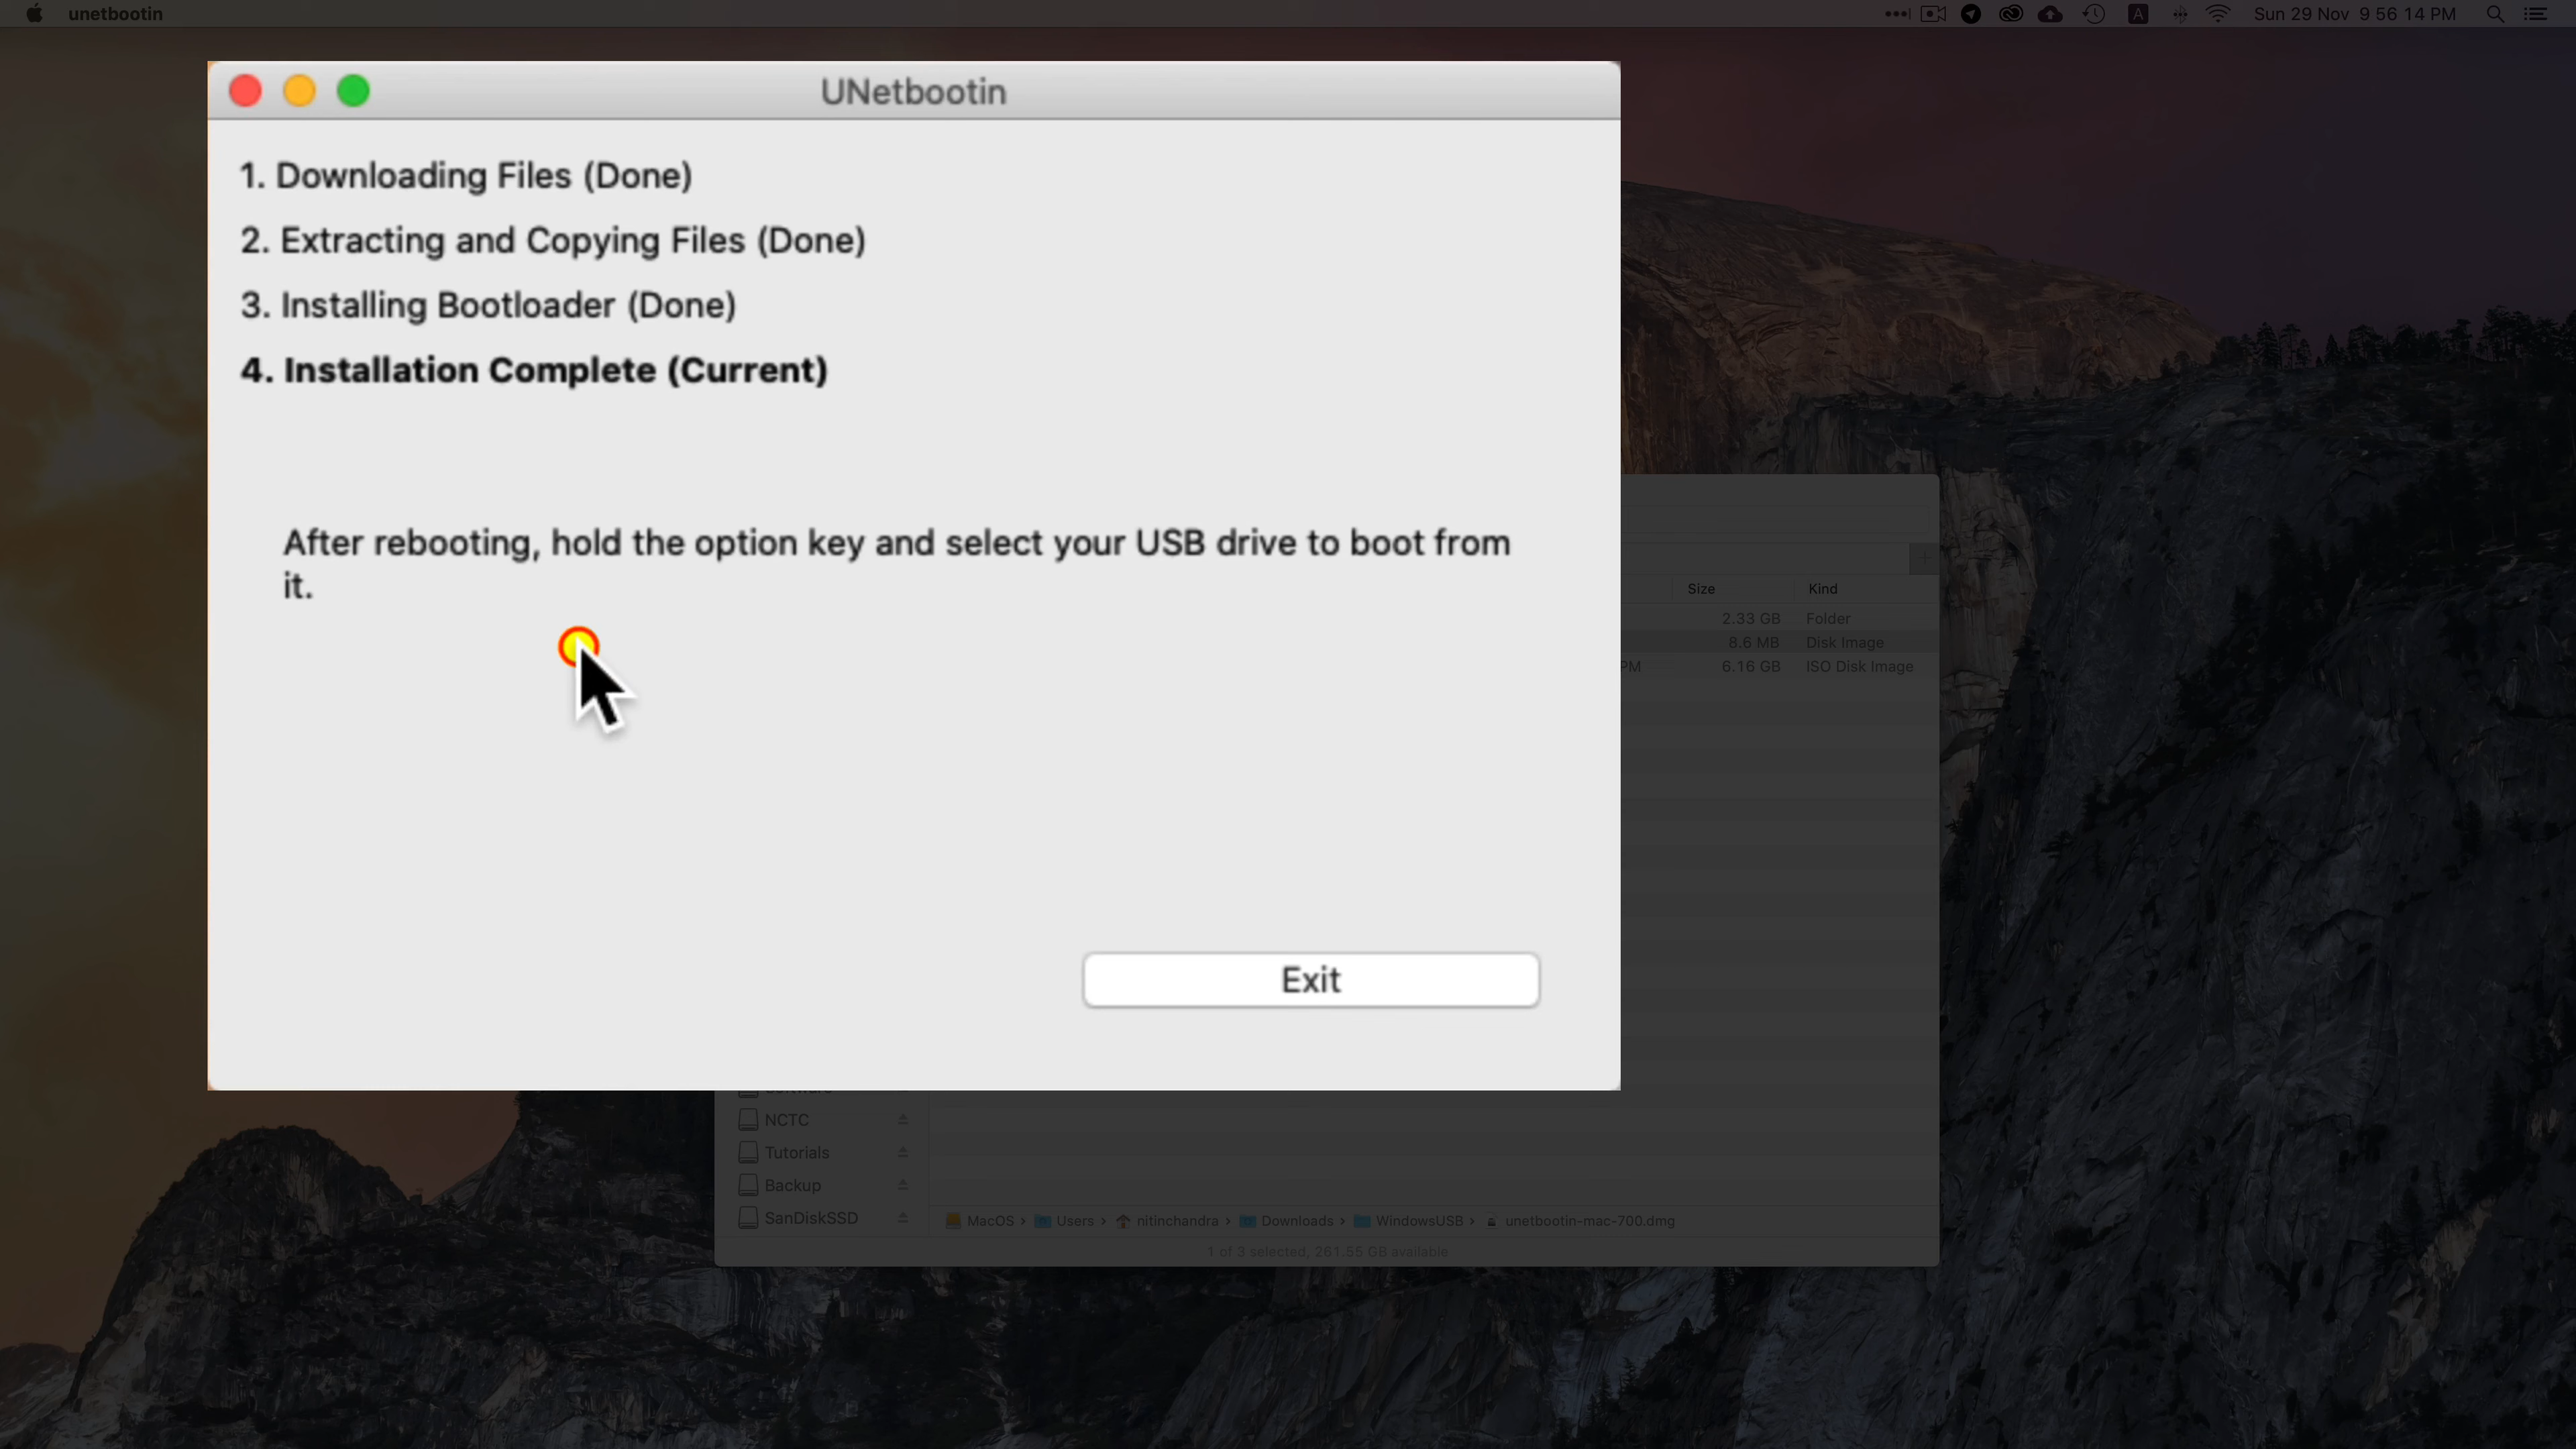 unetbootin
Sun 29 Nov 9 56 14 PM
UNetbootin
1. Downloading Files (Done)
2. Extracting and Copying Files (Done)
3. Installing Bootloader (Done)
4. Installation Complete (Current)
After rebooting, hold the option key and select your USB drive to boot from
it.
Exit
Size Kind
2.33 GB Folder
8.6 MB Disk Image
PM 6.16 GB ISO Disk Image
NCTC
Tutorials
Backup
SanDiskSSD
MacOS › Users › nitinchandra › Downloads › WindowsUSB › unetbootin-mac-700.dmg
1 of 3 selected, 261.55 GB available